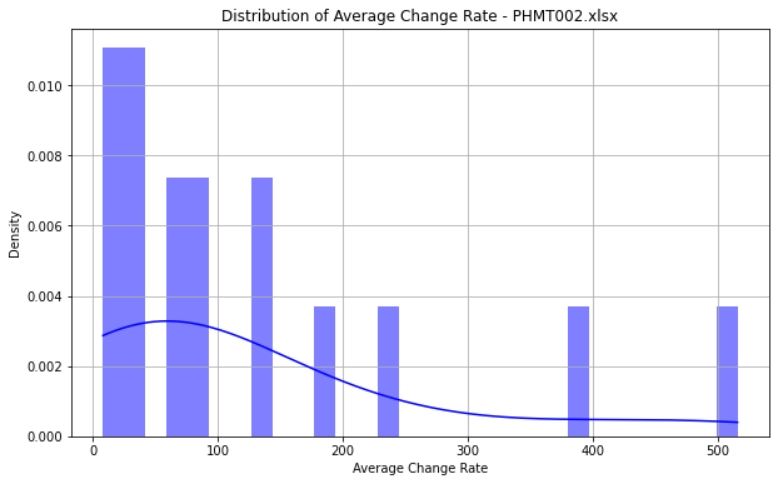 Distribution of Average Change Rate - PHMT002.xlsx
Density
0.010
0.008
0.006
0.004
0.002
0.000
0 100 200 300 400 500
Average Change Rate